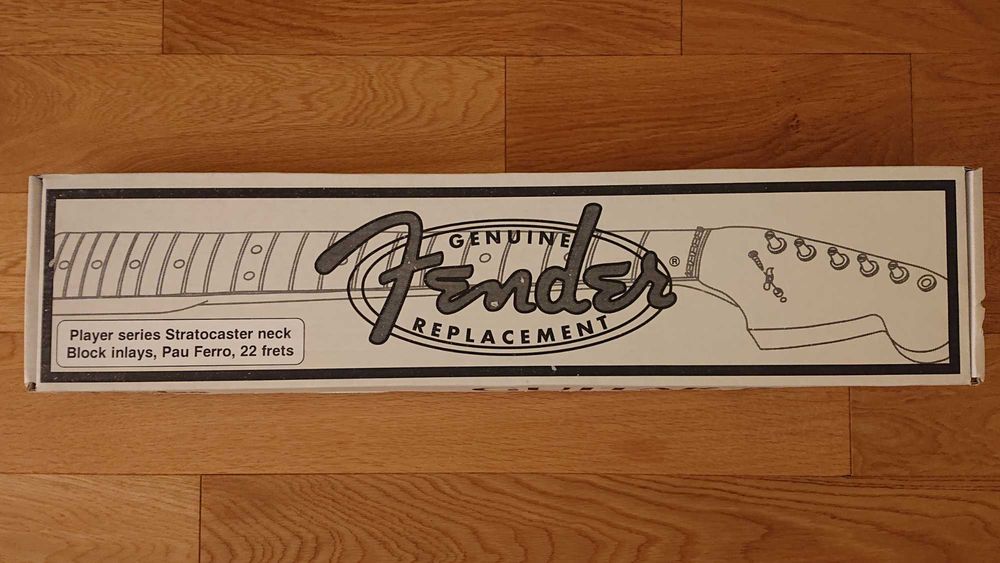 GENUINE
Fender®
REPLACEMENT
Player series Stratocaster neck
Block inlays, Pau Ferro, 22 frets